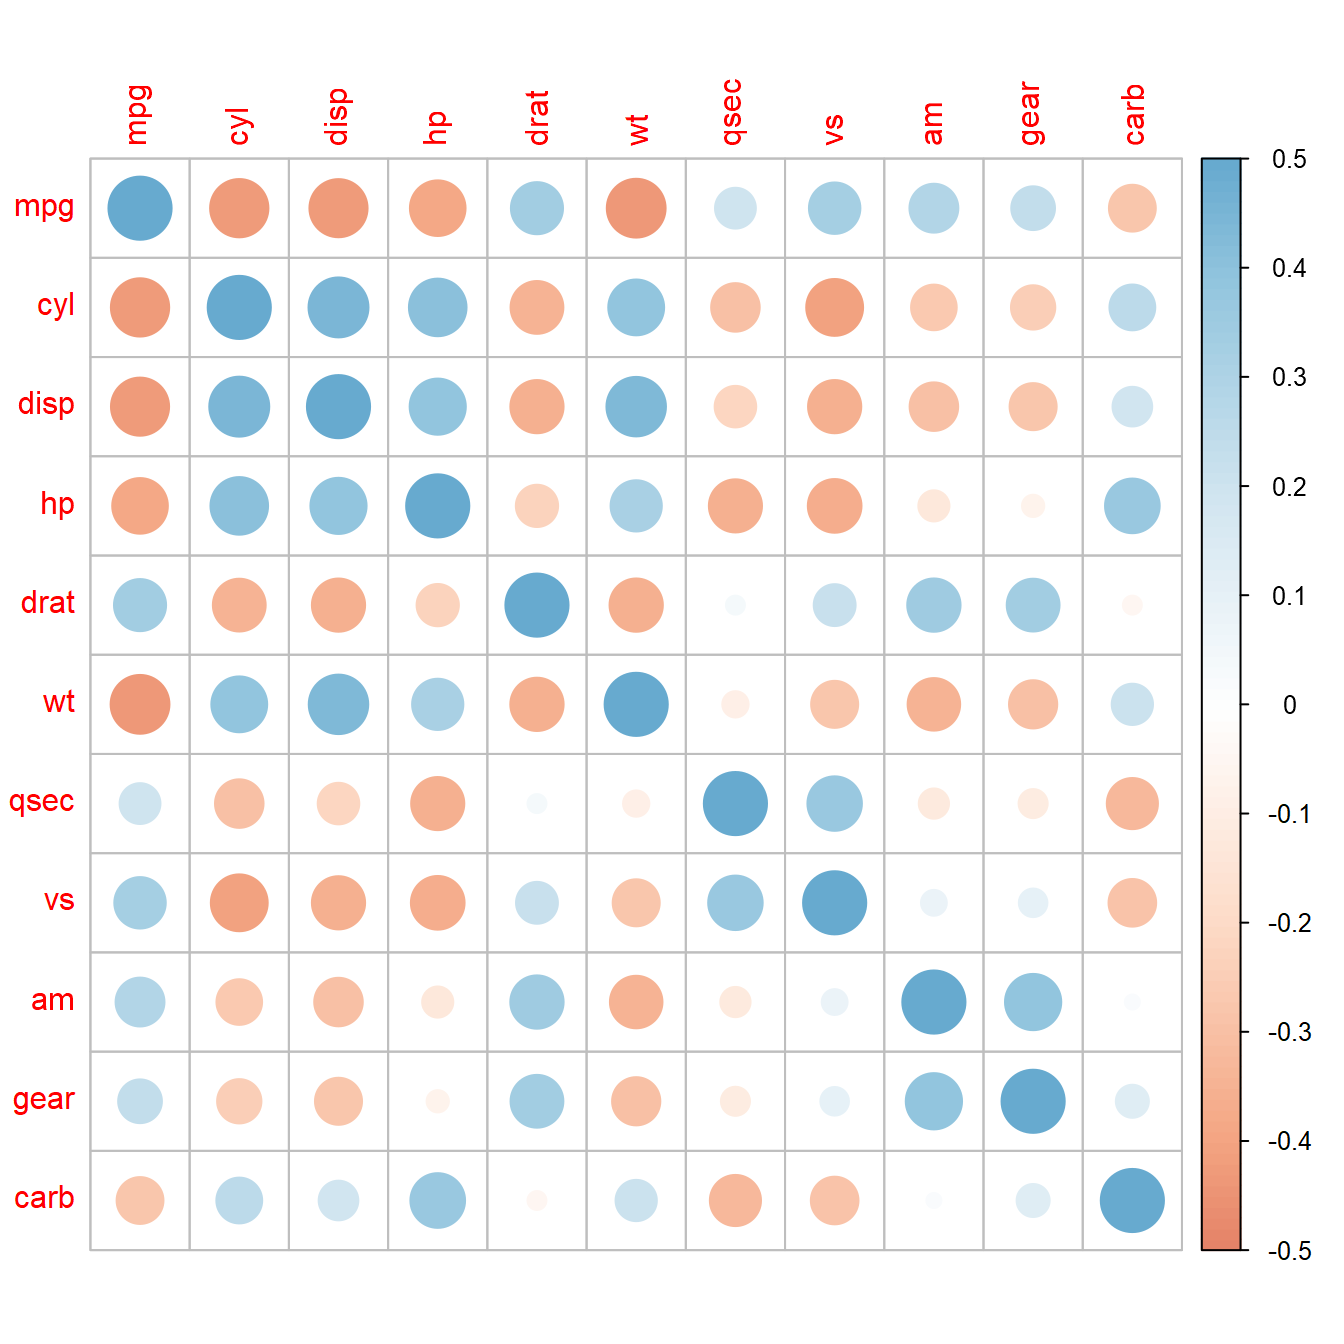 mpg
cyl
disp
hp
drat
wt
qsec
vs
am
gear
carb
mpg
cyl
disp
hp
drat
wt
qsec
vs
am
gear
carb
0.5
0.4
0.3
0.2
0.1
0
-0.1
-0.2
-0.3
-0.4
-0.5